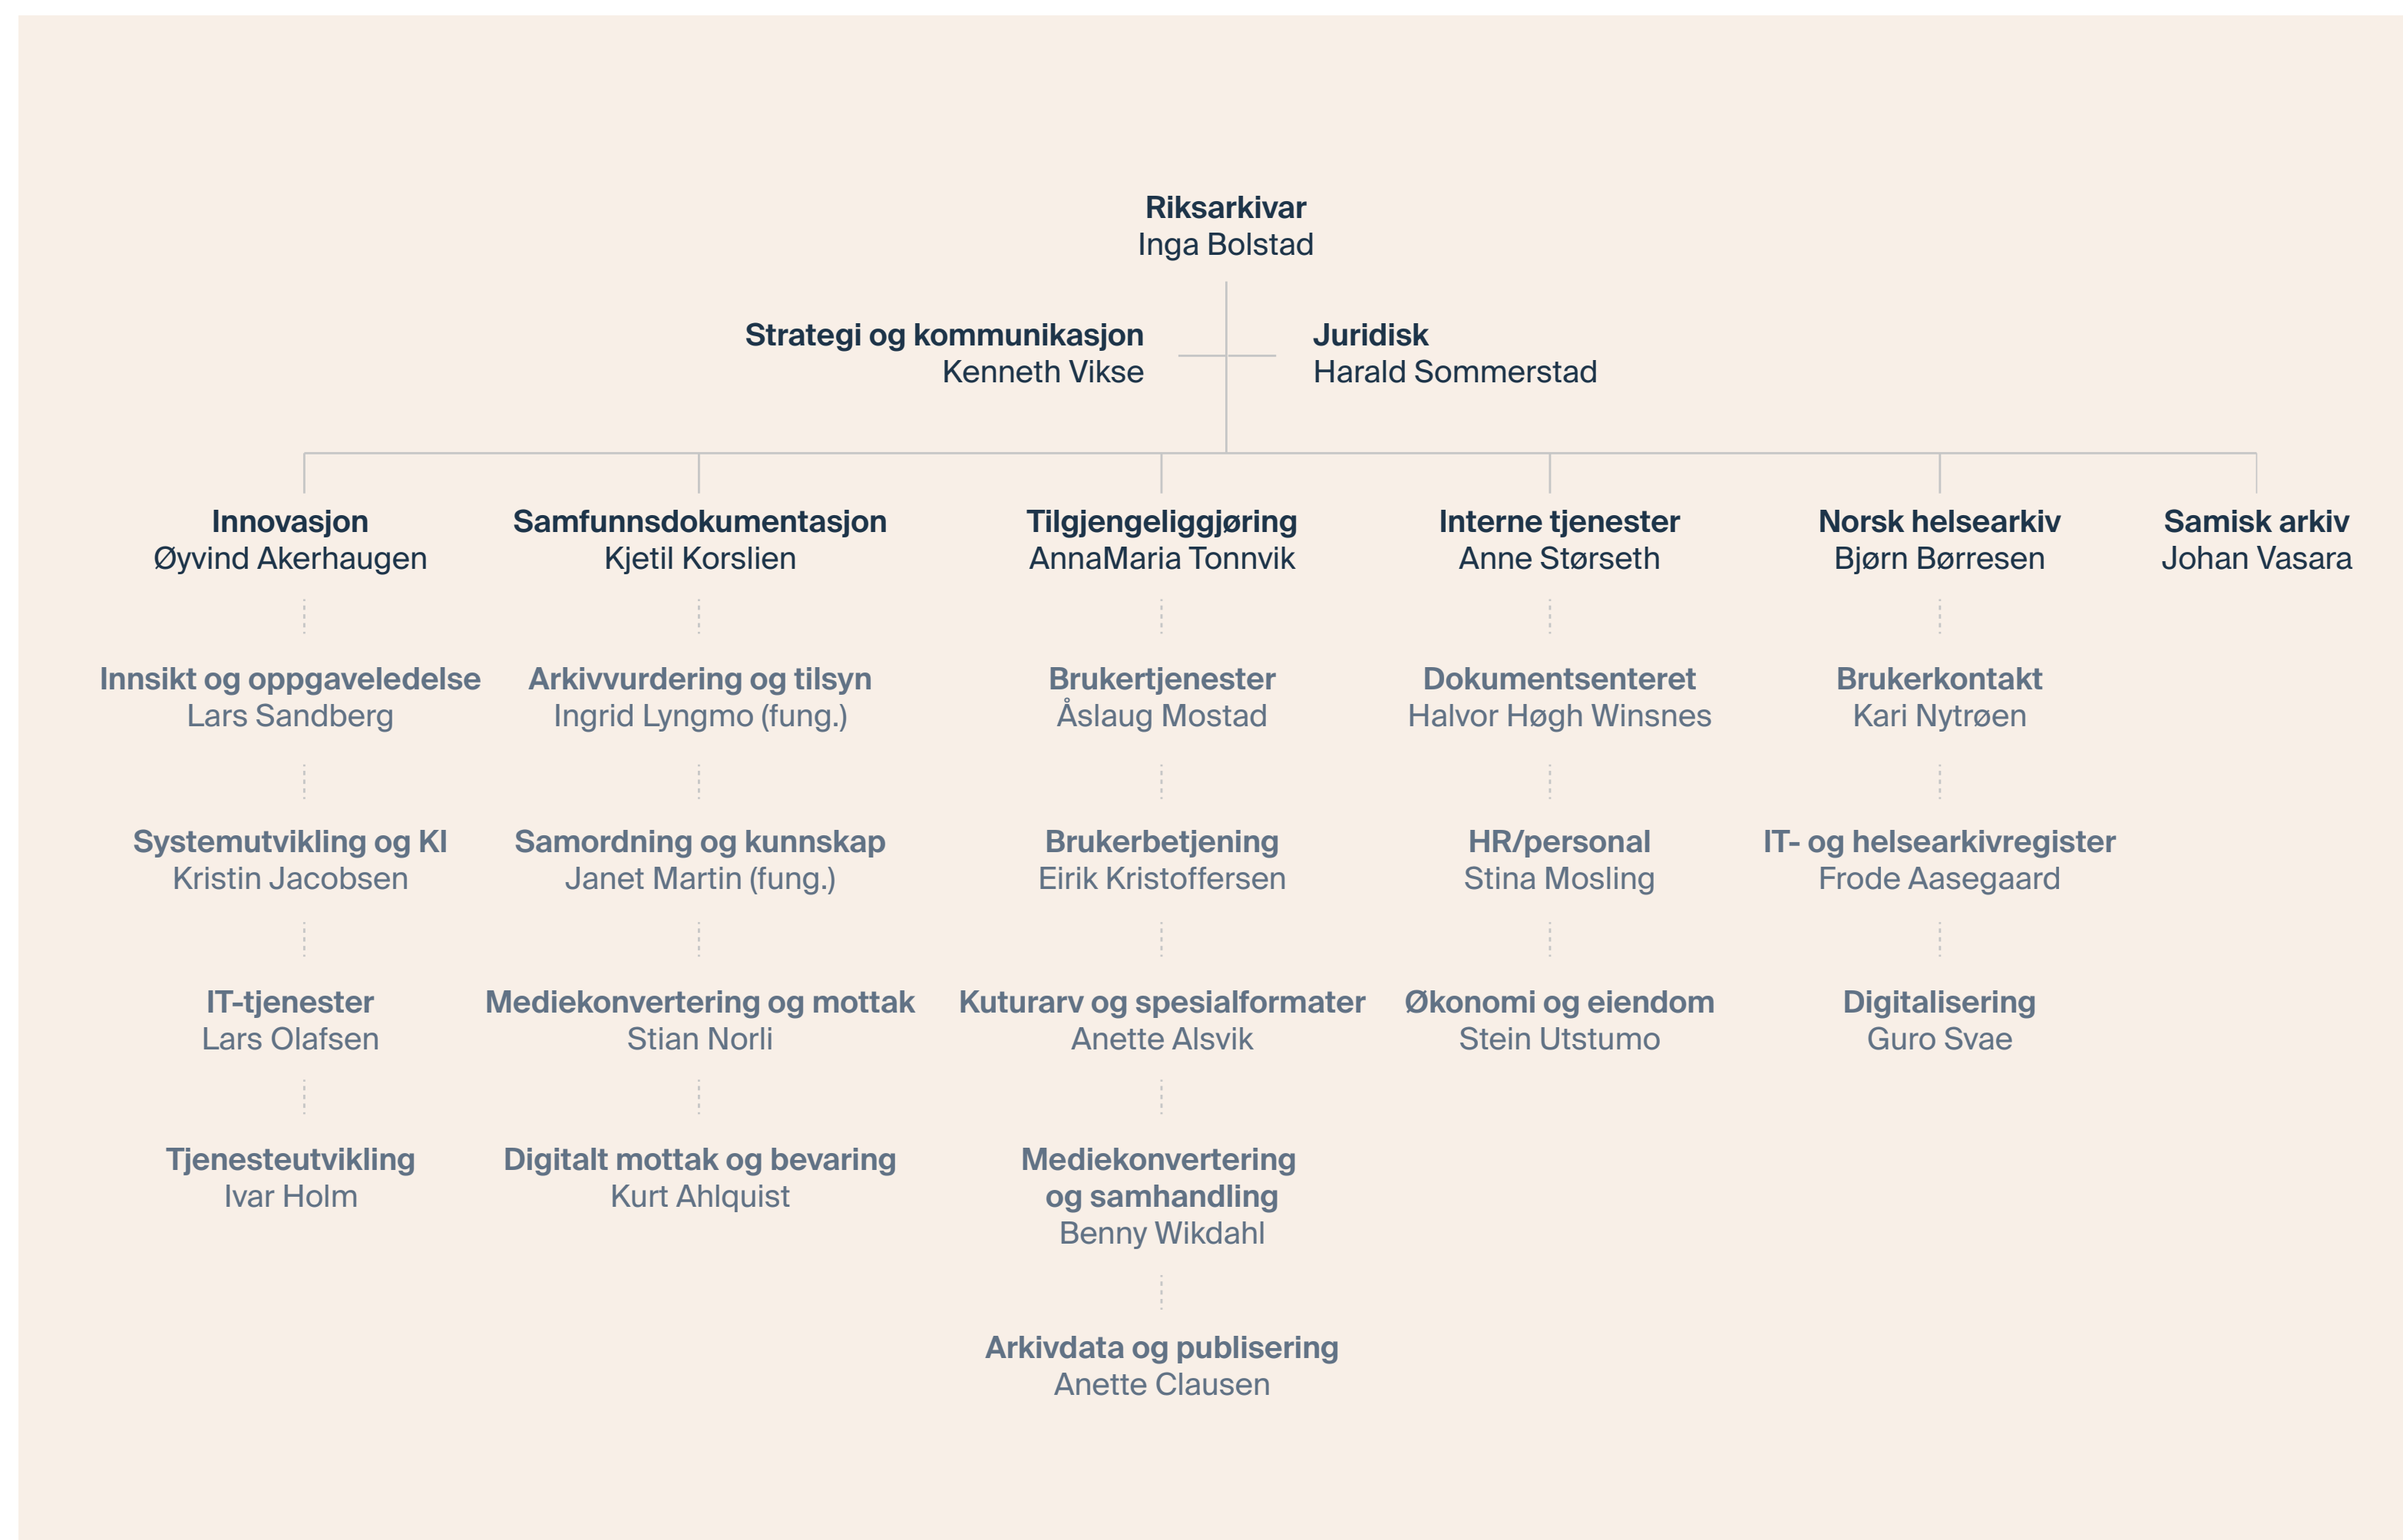 Riksarkivar
Inga Bolstad
Strategi og kommunikasjon
Kenneth Vikse
Juridisk
Harald Sommerstad
Innovasjon
Øyvind Akerhaugen
Samfunnsdokumentasjon
Kjetil Korslien
Tilgjengeliggjøring
AnnaMaria Tonnvik
Interne tjenester
Anne Størseth
Norsk helsearkiv
Bjørn Børresen
Samisk arkiv
Johan Vasara
Innsikt og oppgaveledelse
Lars Sandberg
Arkivvurdering og tilsyn
Ingrid Lyngmo (fung.)
Brukertjenester
Åslaug Mostad
Dokumentsenteret
Halvor Høgh Winsnes
Brukerkontakt
Kari Nytrøen
Systemutvikling og KI
Kristin Jacobsen
Samordning og kunnskap
Janet Martin (fung.)
Brukerbetjening
Eirik Kristoffersen
HR/personal
Stina Mosling
IT- og helsearkivregister
Frode Aasegaard
IT-tjenester
Lars Olafsen
Mediekonvertering og mottak
Stian Norli
Kuturarv og spesialformater
Anette Alsvik
Økonomi og eiendom
Stein Utstumo
Digitalisering
Guro Svae
Tjenesteutvikling
Ivar Holm
Digitalt mottak og bevaring
Kurt Ahlquist
Mediekonvertering
og samhandling
Benny Wikdahl
Arkivdata og publisering
Anette Clausen